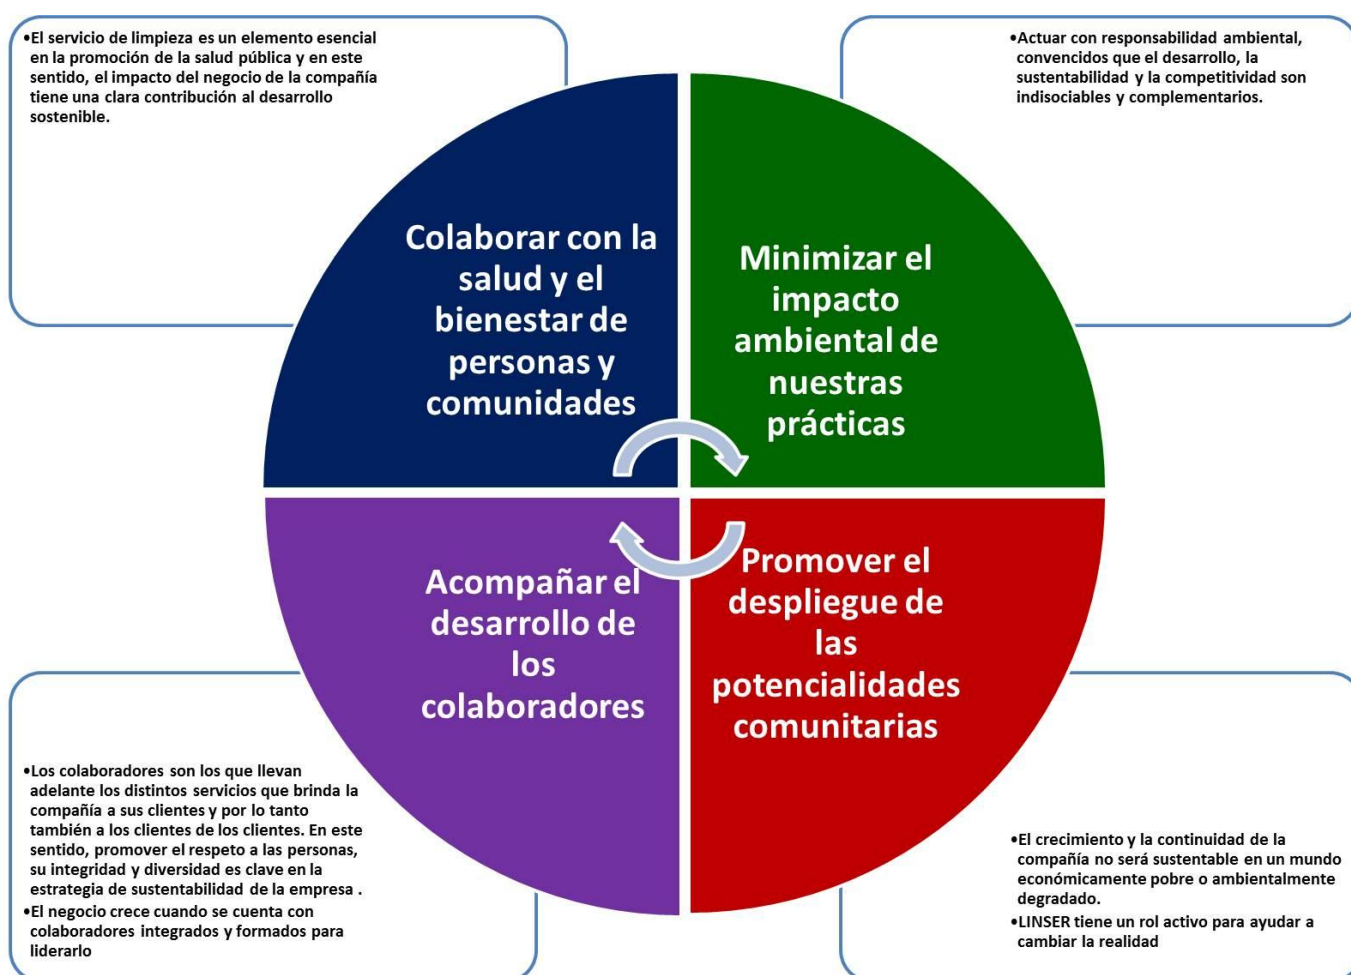 •El servicio de limpieza es un elemento esencial
en la promoción de la salud pública y en este
sentido, el impacto del negocio de la compañía
tiene una clara contribución al desarrollo
sostenible.
•Actuar con responsabilidad ambiental,
convencidos que el desarrollo, la
sustentabilidad y la competitividad son
indisociables y complementarios.
Colaborar con la
salud y el
bienestar de
personas y
comunidades
Minimizar el
impacto
ambiental de
nuestras
prácticas
Acompañar el
desarrollo de
los
colaboradores
Promover el
despliegue de
las
potencialidades
comunitarias
•Los colaboradores son los que llevan
adelante los distintos servicios que brinda la
compañía a sus clientes y por lo tanto
también a los clientes de los clientes. En este
sentido, promover el respeto a las personas,
su integridad y diversidad es clave en la
estrategia de sustentabilidad de la empresa .
•El negocio crece cuando se cuenta con
colaboradores integrados y formados para
liderarlo
•El crecimiento y la continuidad de la
compañía no será sustentable en un mundo
económicamente pobre o ambientalmente
degradado.
•LINSER tiene un rol activo para ayudar a
cambiar la realidad